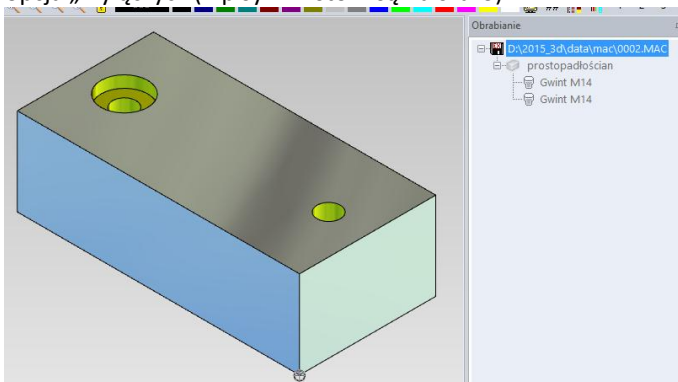 Obrabianie
D:\2015_3d\data\mac\0002.MAC
prostopadłościan
Gwint M14
Gwint M14